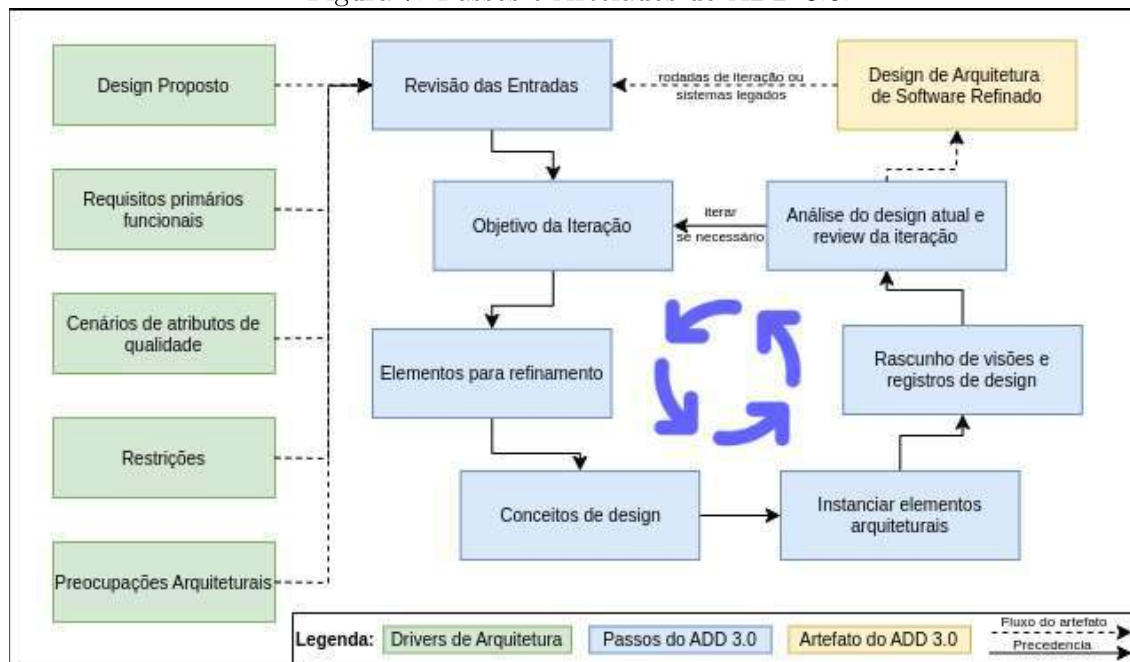 Design Proposto
Requisitos primários
funcionais
Cenários de atributos de
qualidade
Restrições
Preocupações Arquiteturais
Revisão das Entradas
rodadas de iteração ou
sistemas legados
Design de Arquitetura
de Software Refinado
Objetivo da Iteração
iterar
se necessário
Análise do design atual e
review da iteração
Elementos para refinamento
Rascunho de visões e
registros de design
Conceitos de design
Instanciar elementos
arquiteturais
Legenda:
Drivers de Arquitetura
Passos do ADD 3.0
Artefato do ADD 3.0
Fluxo do artefato
Precedencia